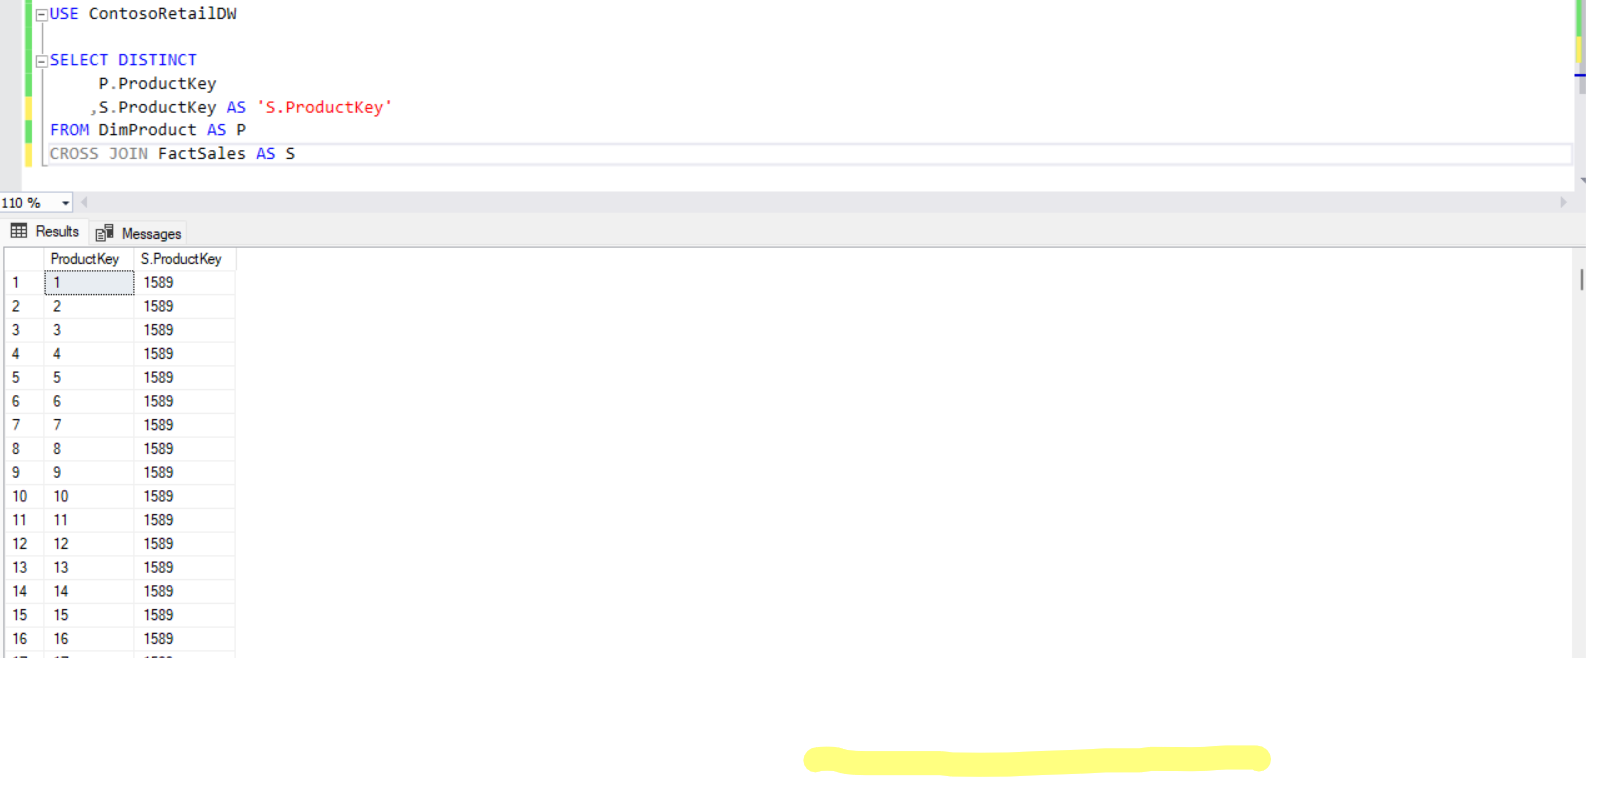 USE ContosoRetailDW
SELECT DISTINCT
P.ProductKey
,S.ProductKey AS 'S.ProductKey'
FROM DimProduct AS P
CROSS JOIN FactSales AS S
110 %
Results Messages
ProductKey S.ProductKey
1 1 1589
2 2 1589
3 3 1589
4 4 1589
5 5 1589
6 6 1589
7 7 1589
8 8 1589
9 9 1589
10 10 1589
11 11 1589
12 12 1589
13 13 1589
14 14 1589
15 15 1589
16 16 1589